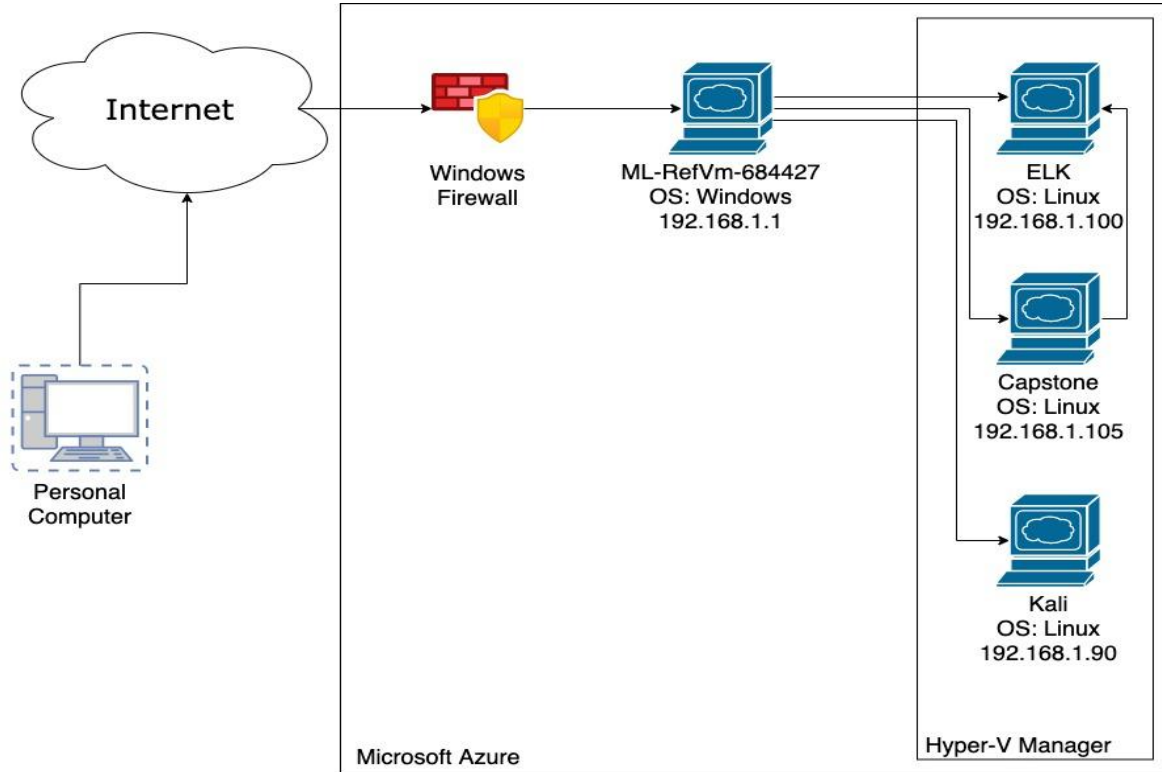 Internet
Windows
Firewall
ML-RefVm-684427
OS: Windows
192.168.1.1
ELK
OS: Linux
192.168.1.100
Capstone
OS: Linux
192.168.1.105
Personal
Computer
Kali
OS: Linux
192.168.1.90
Microsoft Azure
Hyper-V Manager